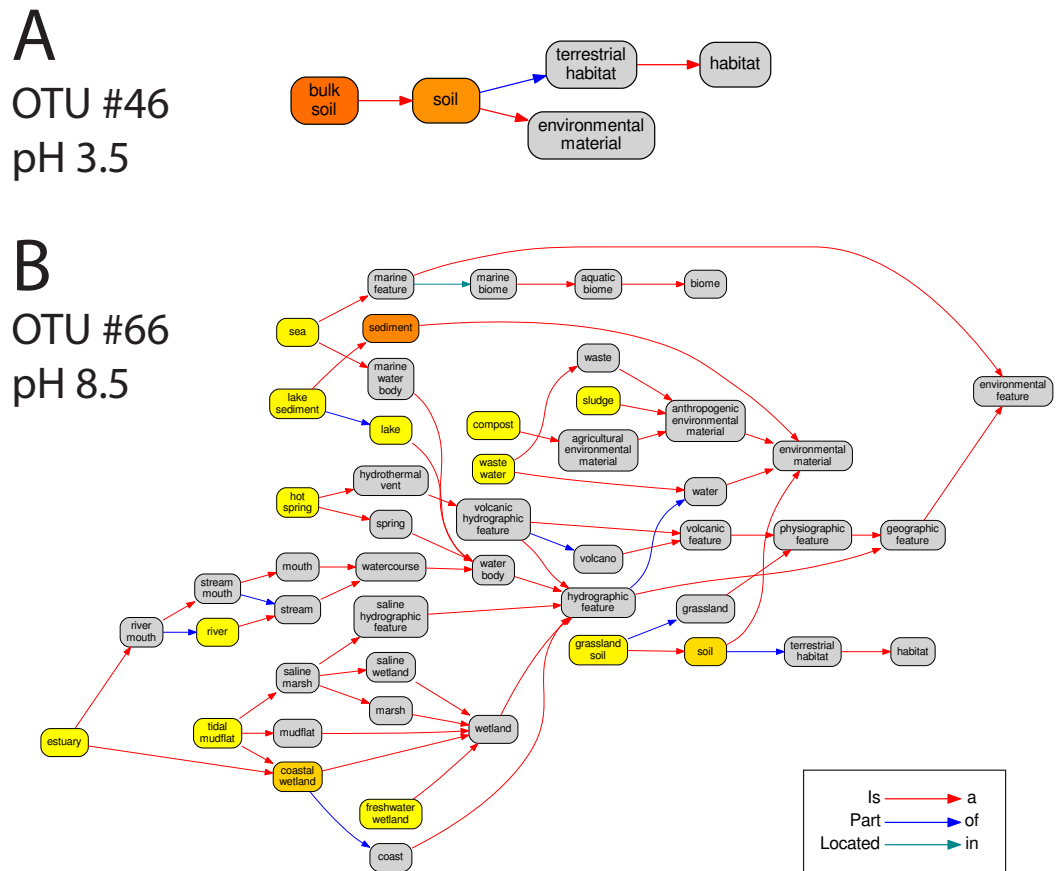 A
OTU #46
pH 3.5
bulk
soil
soil
terrestrial
habitat
habitat
environmental
material
B
OTU #66
pH 8.5
marine
feature
marine
biome
aquatic
biome
biome
sea
sediment
marine
water
body
waste
environmental
feature
lake
sediment
lake
sludge
compost
anthropogenic
environmental
material
agricultural
environmental
material
environmental
material
waste
water
hydrothermal
vent
water
hot
spring
spring
volcanic
hydrographic
feature
volcanic
feature
physiographic
feature
geographic
feature
volcano
mouth
watercourse
water
body
stream
mouth
stream
hydrographic
feature
grassland
saline
hydrographic
feature
river
mouth
river
grassland
soil
soil
terrestrial
habitat
habitat
saline
marsh
saline
wetland
marsh
estuary
tidal
mudflat
mudflat
wetland
coastal
wetland
freshwater
wetland
coast
Is a
Part of
Located in